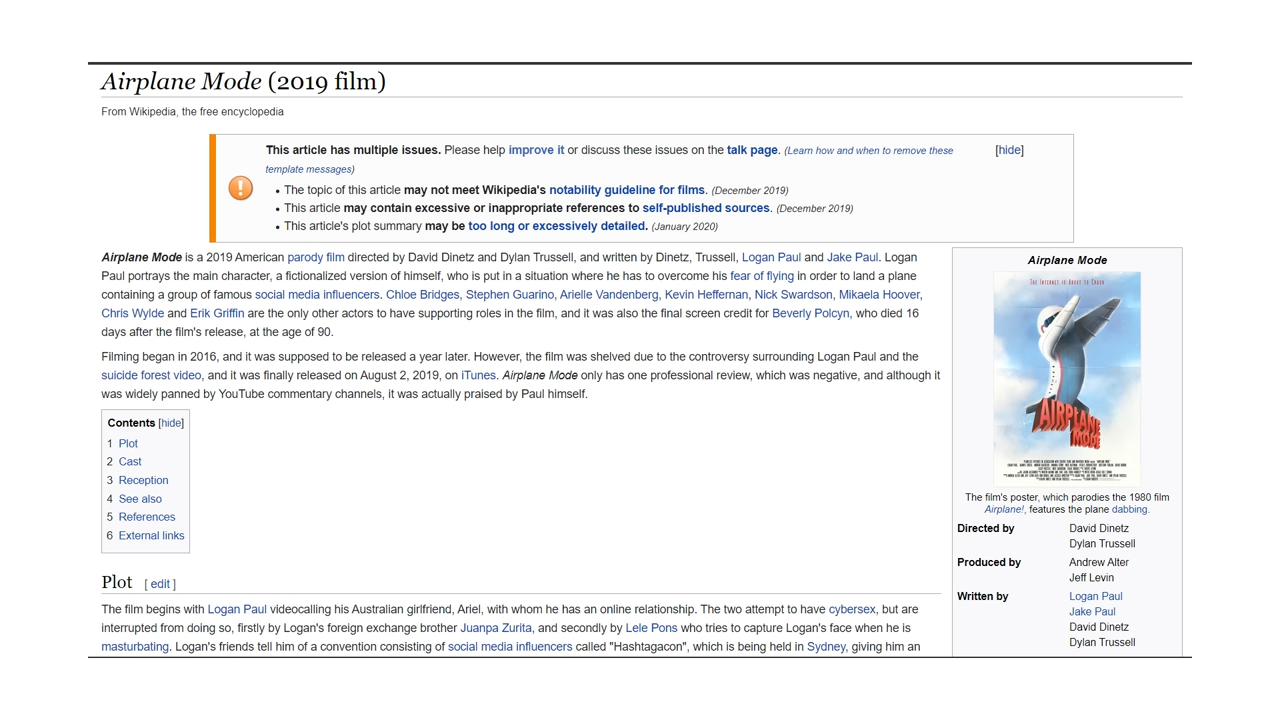 Airplane Mode (2019 film)
From Wikipedia, the free encyclopedia
This article has multiple issues. Please help improve it or discuss these issues on the talk page. (Learn how and when to remove these
template messages)
[hide]
• The topic of this article may not meet Wikipedia's notability guideline for films. (December 2019)
• This article may contain excessive or inappropriate references to self-published sources. (December 2019)
• This article's plot summary may be too long or excessively detailed. (January 2020)
Airplane Mode is a 2019 American parody film directed by David Dinetz and Dylan Trussell, and written by Dinetz, Trussell, Logan Paul and Jake Paul. Logan
Paul portrays the main character, a fictionalized version of himself, who is put in a situation where he has to overcome his fear of flying in order to land a plane
containing a group of famous social media influencers. Chloe Bridges, Stephen Guarino, Arielle Vandenberg, Kevin Heffernan, Nick Swardson, Mikaela Hoover,
Chris Wylde and Erik Griffin are the only other actors to have supporting roles in the film, and it was also the final screen credit for Beverly Polcyn, who died 16
days after the film's release, at the age of 90.
Filming began in 2016, and it was supposed to be released a year later. However, the film was shelved due to the controversy surrounding Logan Paul and the
suicide forest video, and it was finally released on August 2, 2019, on iTunes. Airplane Mode only has one professional review, which was negative, and although it
was widely panned by YouTube commentary channels, it was actually praised by Paul himself.
Contents [hide]
1 Plot
2 Cast
3 Reception
4 See also
5 References
6 External links
Plot [ edit ]
The film begins with Logan Paul videocalling his Australian girlfriend, Ariel, with whom he has an online relationship. The two attempt to have cybersex, but are
interrupted from doing so, firstly by Logan's foreign exchange brother Juanpa Zurita, and secondly by Lele Pons who tries to capture Logan's face when he is
masturbating. Logan's friends tell him of a convention consisting of social media influencers called "Hashtagacon", which is being held in Sydney, giving him an
Airplane Mode
The Internet is About to Crash
AIRPLANE
MODE
The film's poster, which parodies the 1980 film
Airplane!, features the plane dabbing.
Directed by David Dinetz
Dylan Trussell
Produced by Andrew Alter
Jeff Levin
Written by Logan Paul
Jake Paul
David Dinetz
Dylan Trussell